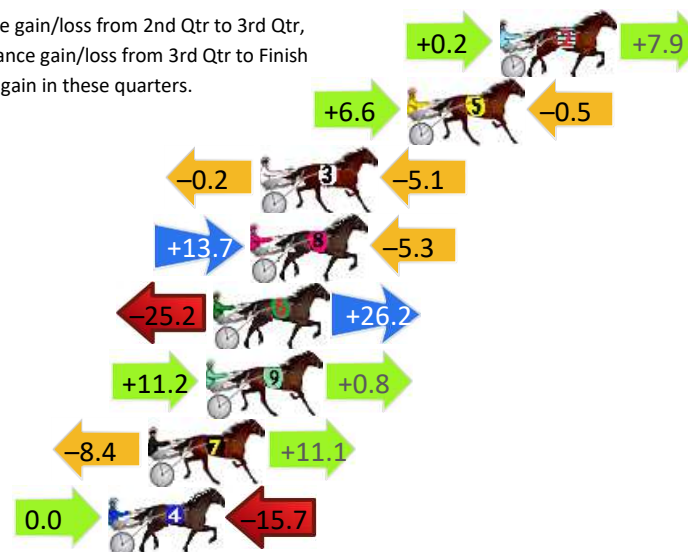 e gain/loss from 2nd Qtr to 3rd Qtr,
ance gain/loss from 3rd Qtr to Finish
gain in these quarters.
+0.2 +7.9
+6.6 5 –0.5
–0.2 3 –5.1
+13.7 8 –5.3
–25.2 6 +26.2
+11.2 9 +0.8
–8.4 7 +11.1
0.0 4 –15.7